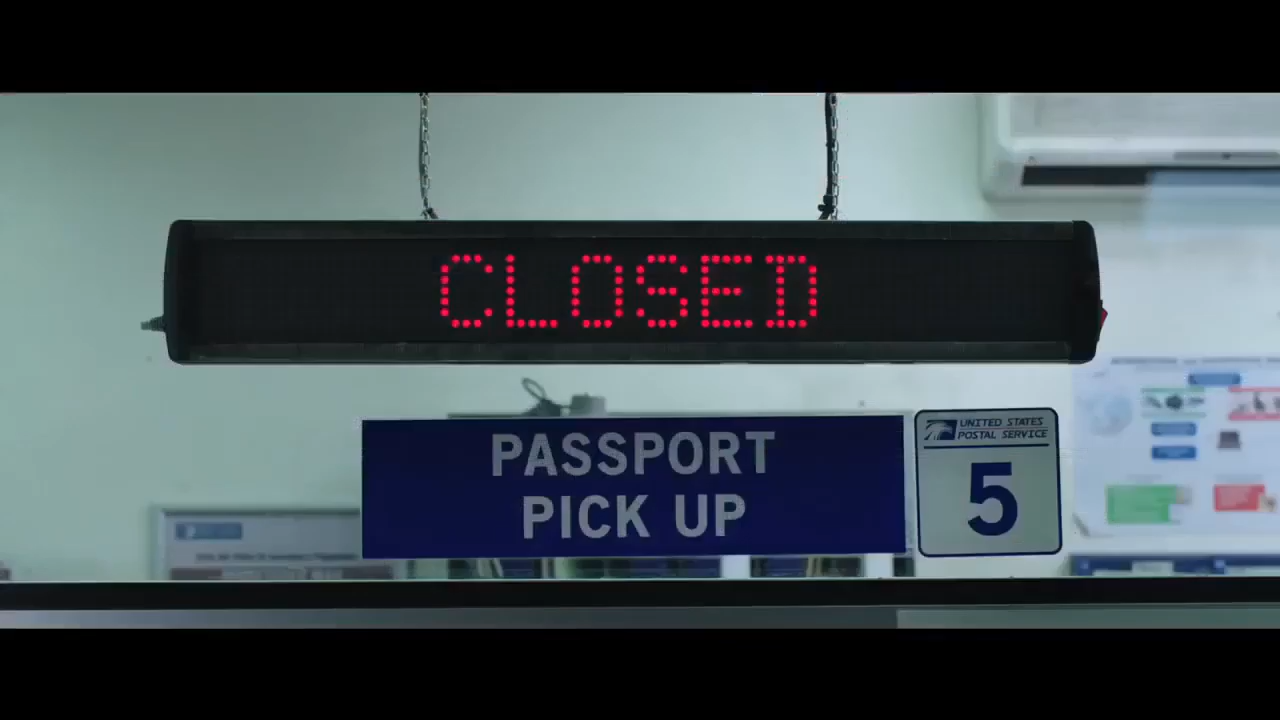 CLOSED
PASSPORT
PICK UP
UNITED STATES
POSTAL SERVICE
5